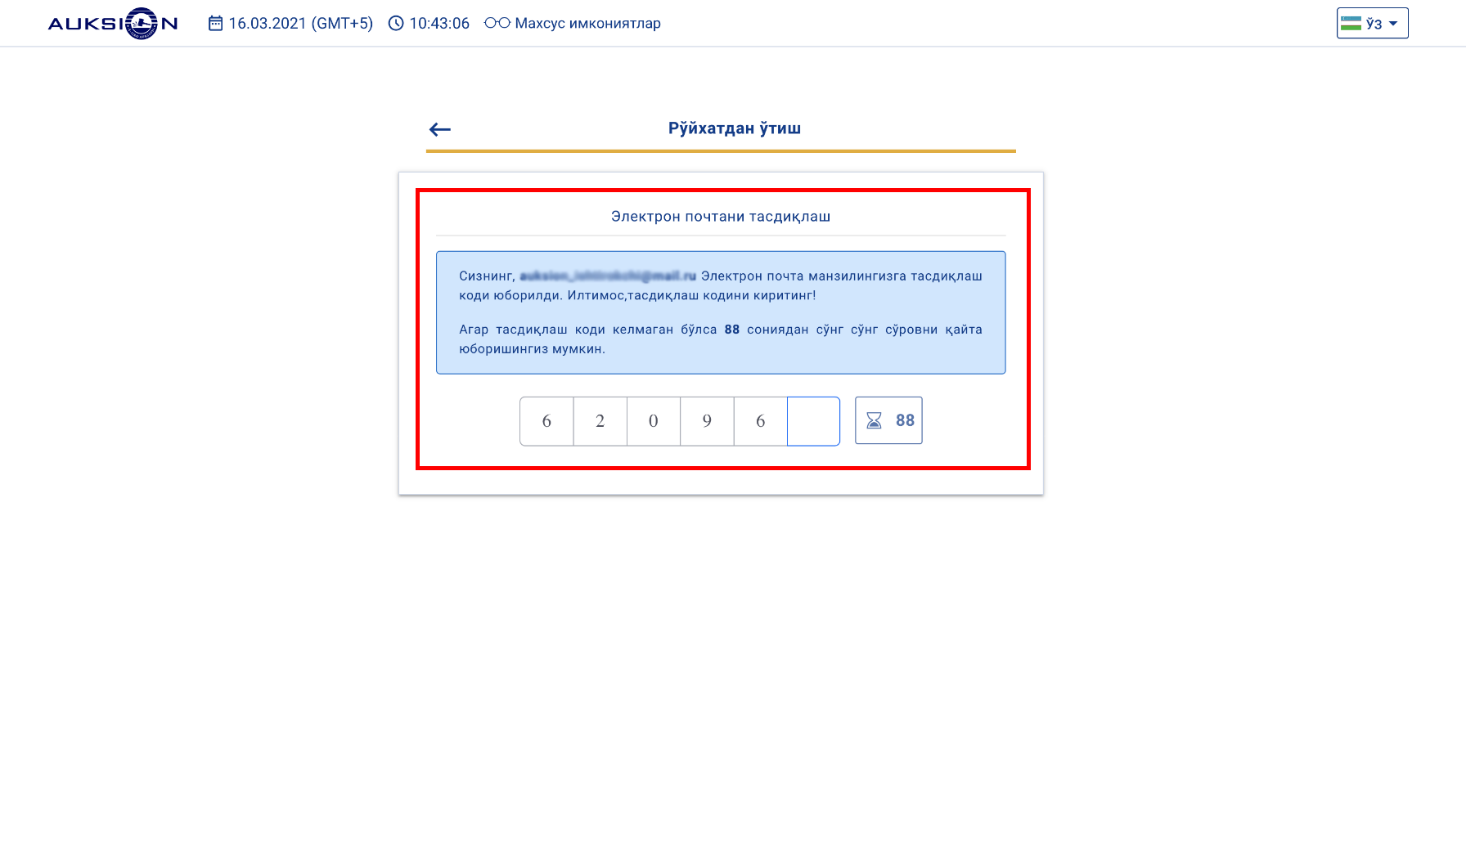 AUKSION 16.03.2021 (GMT+5) 10:43:06 Махсус имкониятлар ЎЗ
Рўйхатдан ўтиш
Электрон почтани тасдиқлаш
Сизнинг, @mail.ru Электрон почта манзилингизга тасдиқлаш
коди юборилди. Илтимос,тасдиқлаш кодини киритинг!
Агар тасдиқлаш коди келмаган бўлса 88 сониядан сўнг сўнг сўровни қайта
юборишингиз мумкин.
6 2 0 9 6 88